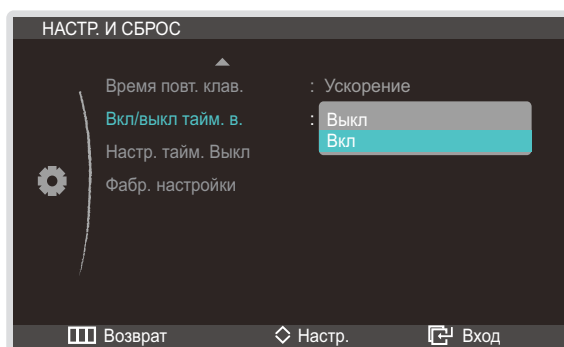 НАСТР. И СБРОС
Время повт. клав. : Ускорение
Вкл/выкл тайм. в. : Выкл
Вкл
Настр. тайм. Выкл
Фабр. настройки
Возврат Настр. Вход